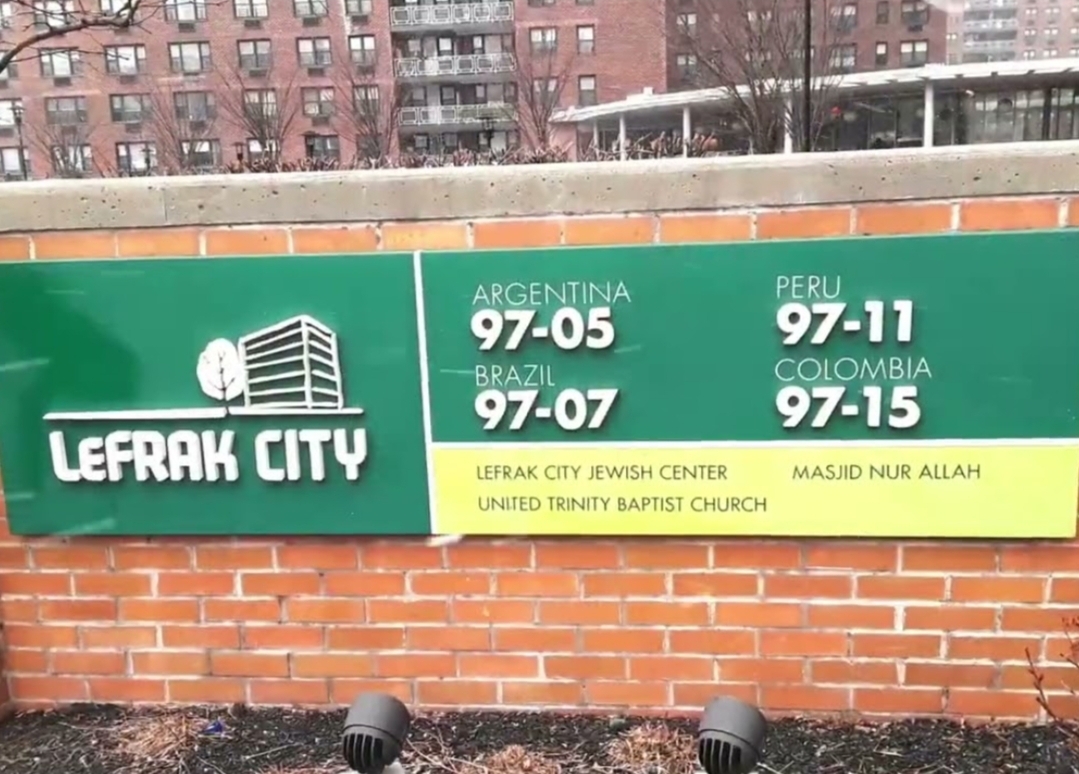 LEFRAK CITY
ARGENTINA
97-05
BRAZIL
97-07
PERU
97-11
COLOMBIA
97-15
LEFRAK CITY JEWISH CENTER
UNITED TRINITY BAPTIST CHURCH
MASJID NUR ALLAH